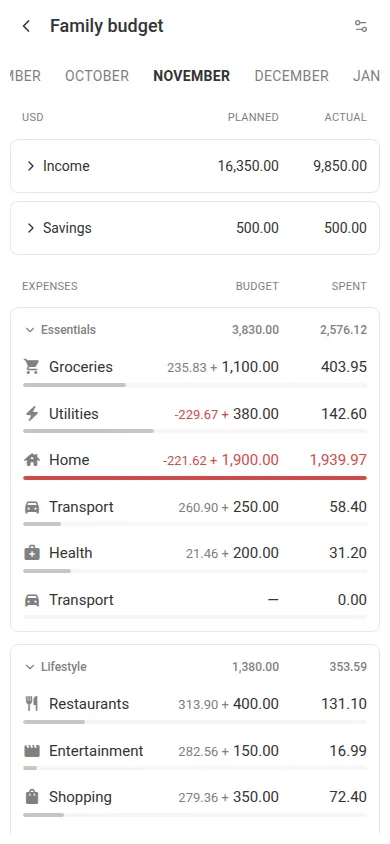 Family budget
MBER OCTOBER NOVEMBER DECEMBER JAN
USD PLANNED ACTUAL
Income 16,350.00 9,850.00
Savings 500.00 500.00
EXPENSES BUDGET SPENT
Essentials 3,830.00 2,576.12
Groceries 235.83 + 1,100.00 403.95
Utilities -229.67 + 380.00 142.60
Home -221.62 + 1,900.00 1,939.97
Transport 260.90 + 250.00 58.40
Health 21.46 + 200.00 31.20
Transport — 0.00
Lifestyle 1,380.00 353.59
Restaurants 313.90 + 400.00 131.10
Entertainment 282.56 + 150.00 16.99
Shopping 279.36 + 350.00 72.40